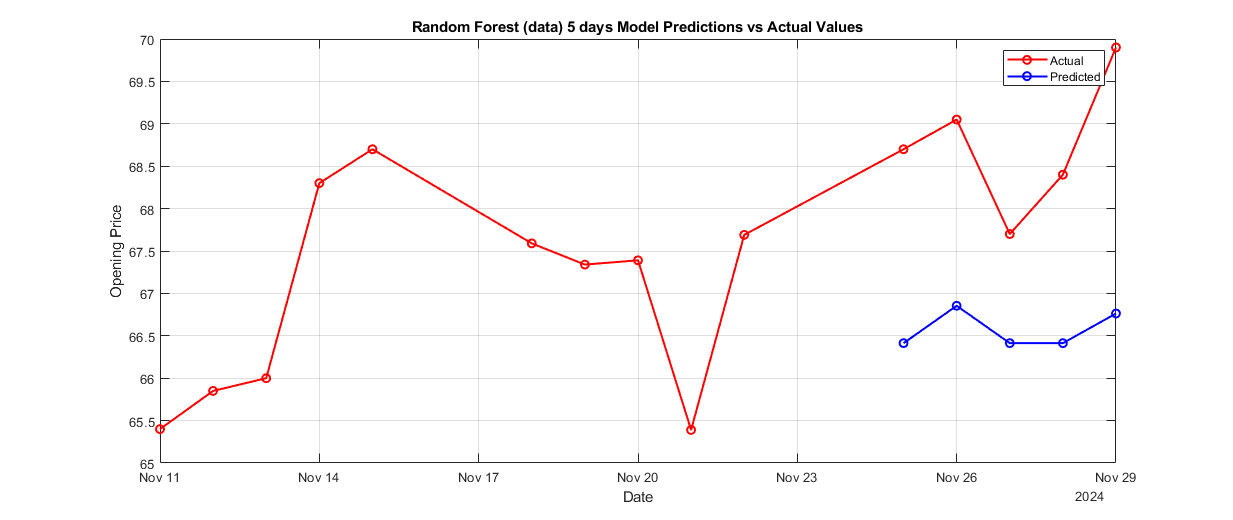 Random Forest (data) 5 days Model Predictions vs Actual Values
70
69.5
69
68.5
68
67.5
67
66.5
66
65.5
65
Opening Price
Actual
Predicted
Nov 11 Nov 14 Nov 17 Nov 20 Nov 23 Nov 26 Nov 29
Date
2024